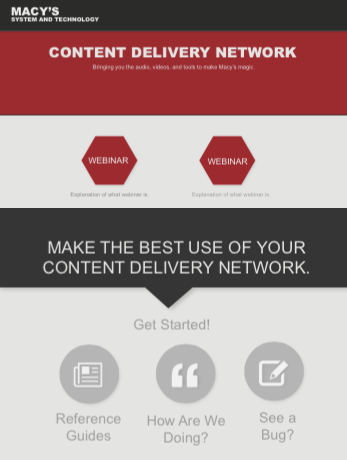 MACY'S
SYSTEM AND TECHNOLOGY
CONTENT DELIVERY NETWORK
Bringing you the audio, videos, and tools to make Macy's magic.
WEBINAR
WEBINAR
Explanation of what webinar is.
Explanation of what webinar is.
MAKE THE BEST USE OF YOUR
CONTENT DELIVERY NETWORK.
Get Started!
Reference
Guides
How Are We
Doing?
See a
Bug?